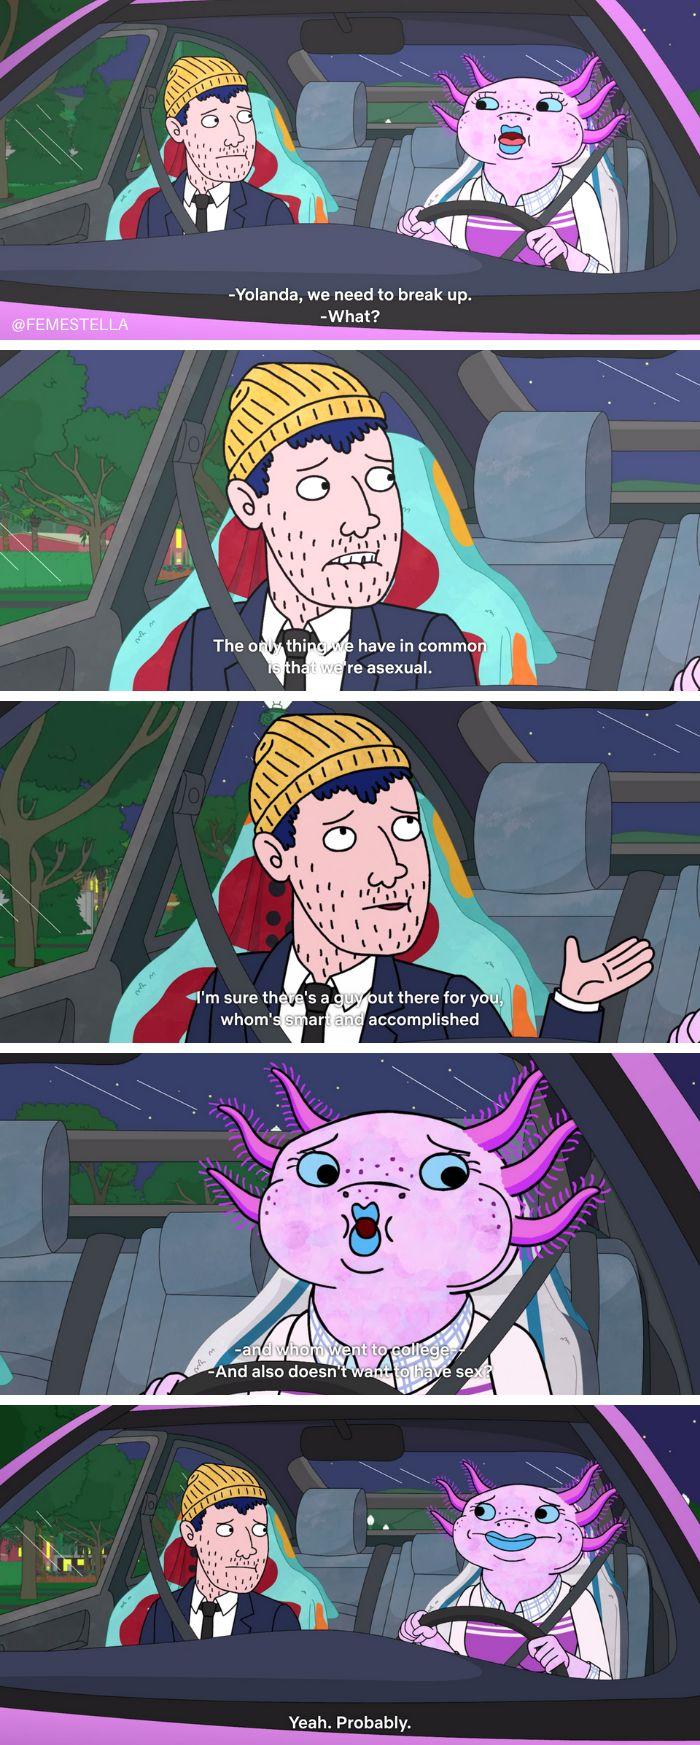 -Yolanda, we need to break up.
-What?
@FEMESTELLA
The only thing we have in common
is that we're asexual.
I'm sure there's a guy out there for you,
whom's smart and accomplished
-and whom went to college--
-And also doesn't want to have sex?
Yeah. Probably.